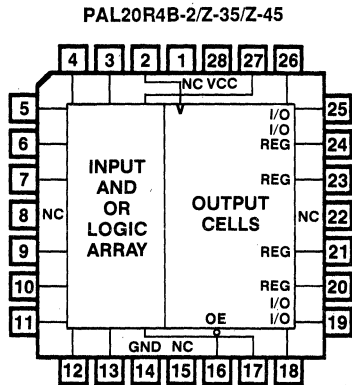 PAL20R4B-2/Z-35/Z-45
4 3 2 1 28 27 26
NC VCC
5 I/O 25
I/O
6 REG 24
INPUT
AND
OR
LOGIC
ARRAY
7 REG 23
OUTPUT
CELLS
8 NC NC 22
9 REG 21
10 REG 20
I/O
11 OE I/O 19
GND NC
12 13 14 15 16 17 18